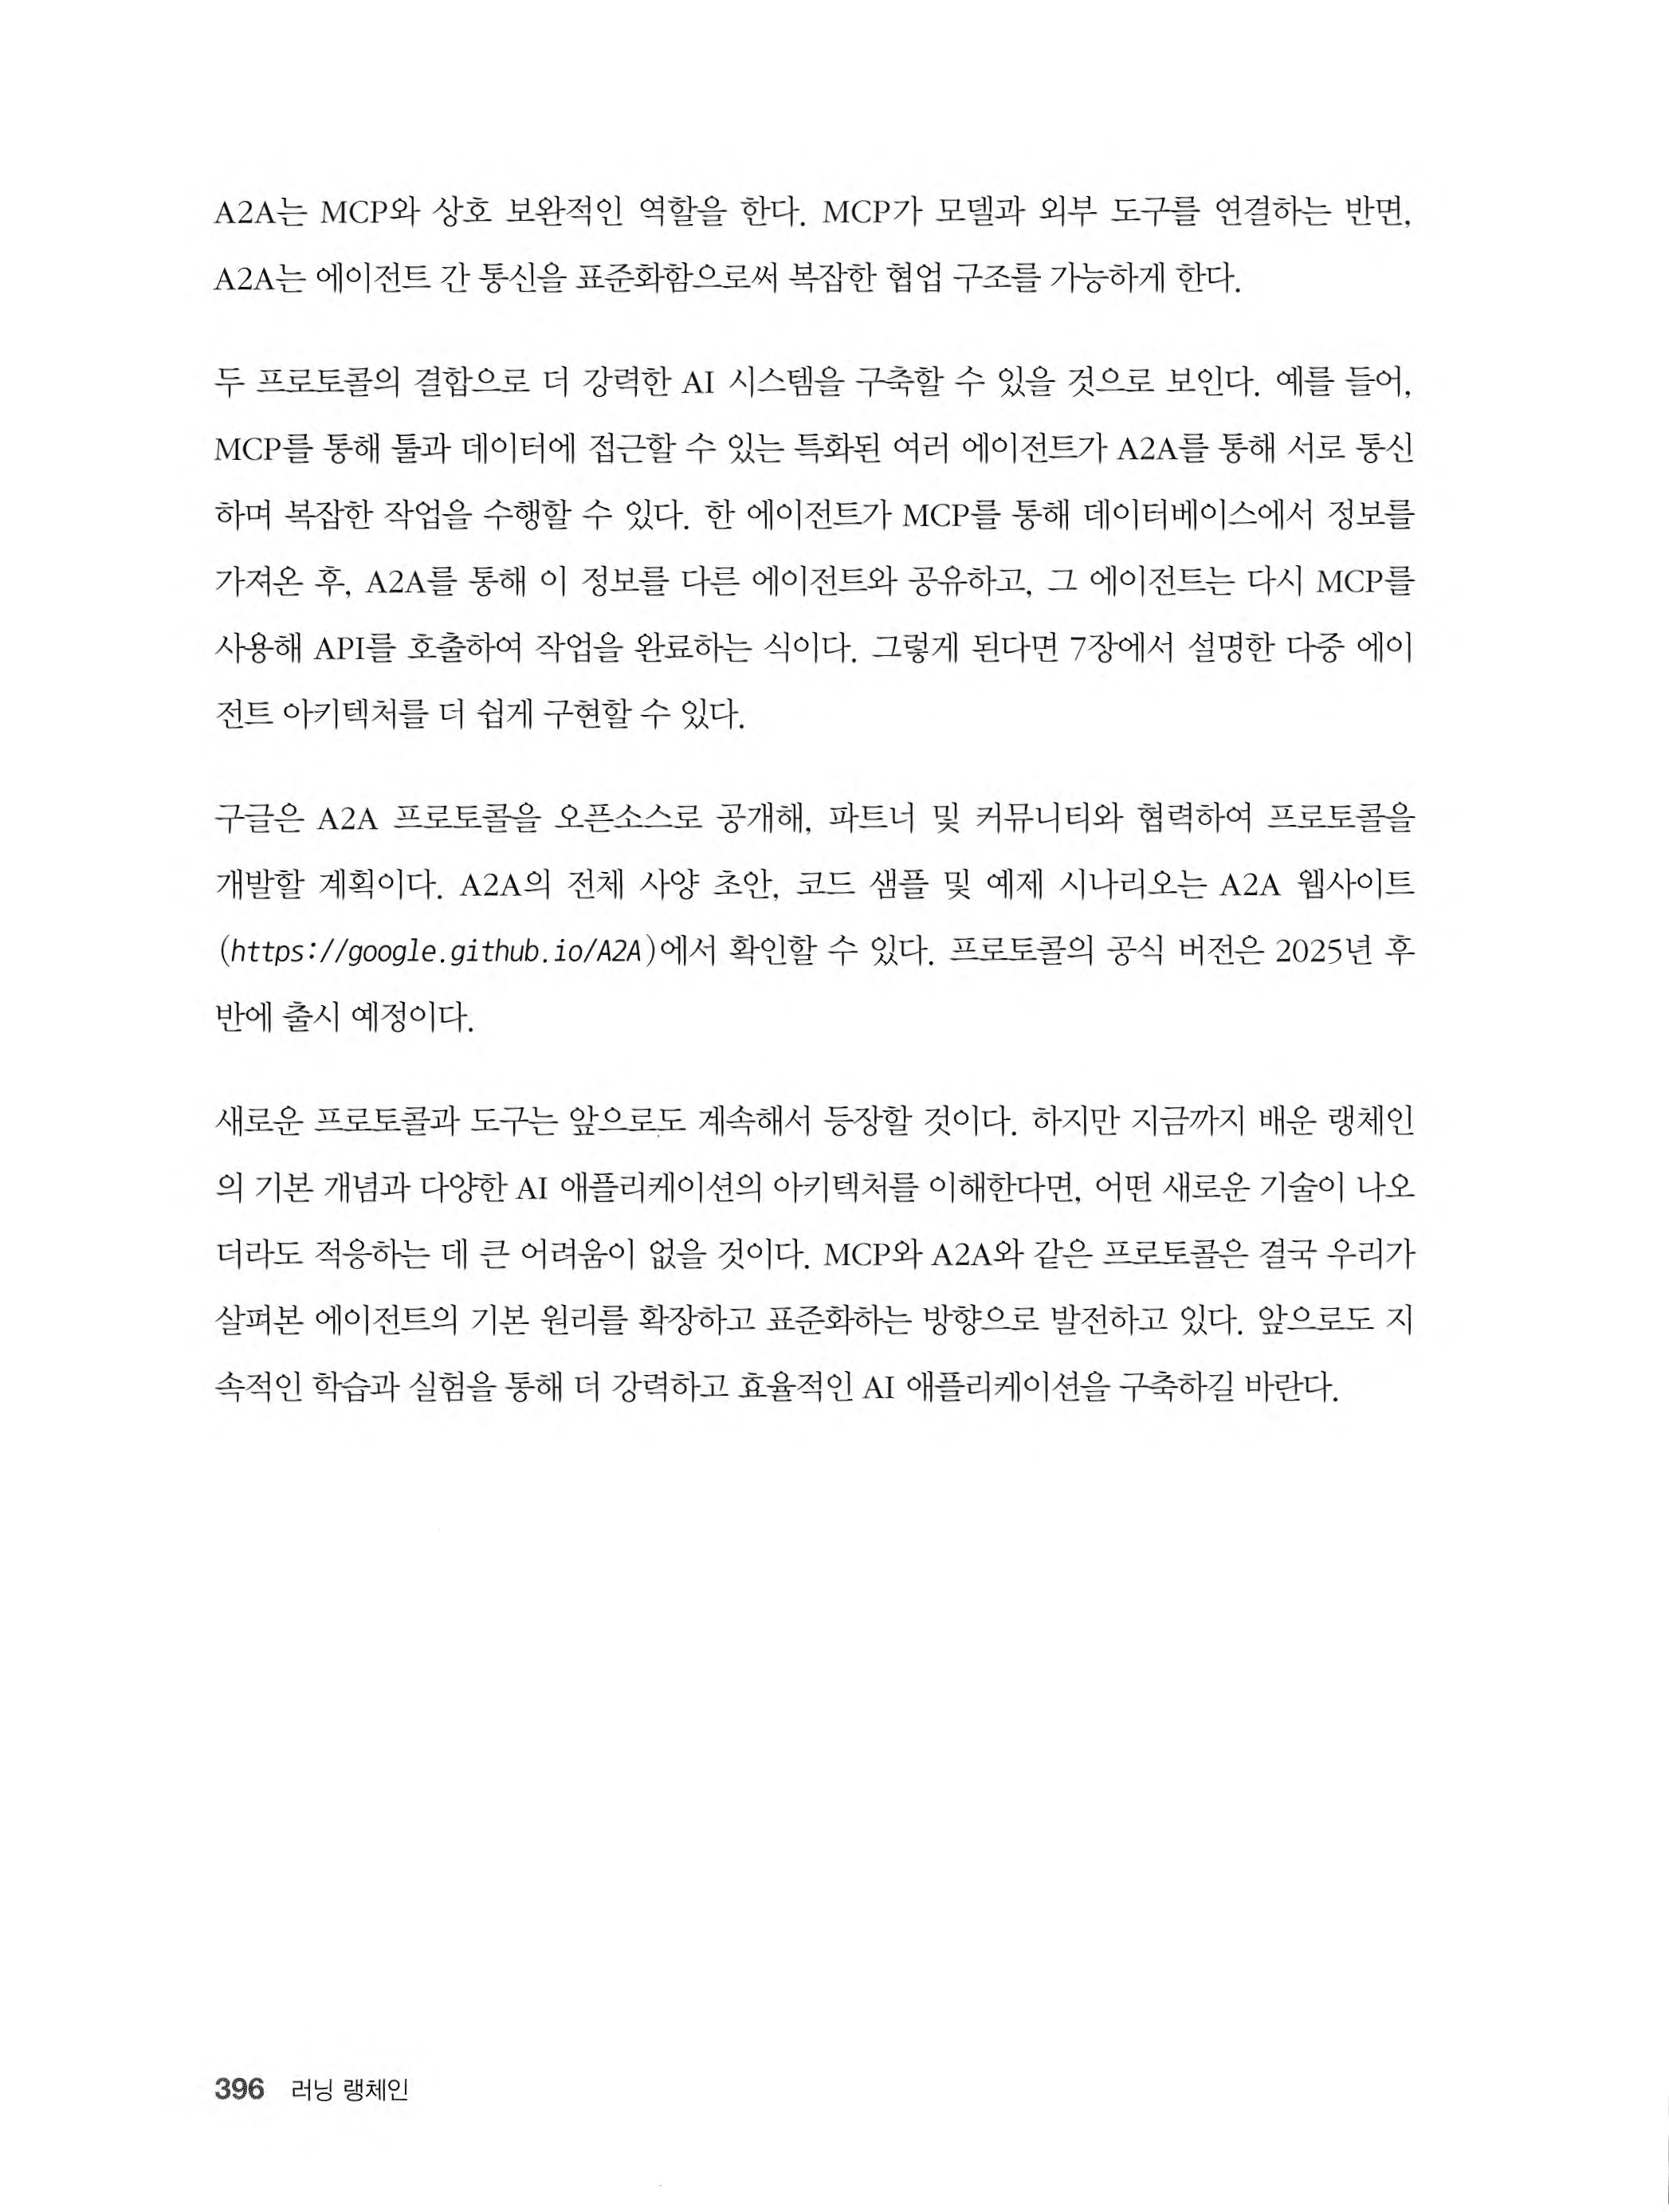 A2A는 MCP와 상호 보완적인 역할을 한다. MCP가 모델과 외부 도구를 연결하는 반면,
A2A는 에이전트 간 통신을 표준화함으로써 복잡한 협업 구조를 가능하게 한다.
두 프로토콜의 결합으로 더 강력한 AI 시스템을 구축할 수 있을 것으로 보인다. 예를 들어,
MCP를 통해 툴과 데이터에 접근할 수 있는 특화된 여러 에이전트가 A2A를 통해 서로 통신
하며 복잡한 작업을 수행할 수 있다. 한 에이전트가 MCP를 통해 데이터베이스에서 정보를
가져온 후, A2A를 통해 이 정보를 다른 에이전트와 공유하고, 그 에이전트는 다시 MCP를
사용해 API를 호출하여 작업을 완료하는 식이다. 그렇게 된다면 7장에서 설명한 다중 에이
전트 아키텍처를 더 쉽게 구현할 수 있다.
구글은 A2A 프로토콜을 오픈소스로 공개해, 파트너 및 커뮤니티와 협력하여 프로토콜을
개발할 계획이다. A2A의 전체 사양 초안, 코드 샘플 및 예제 시나리오는 A2A 웹사이트
(https://google.github.io/A2A)에서 확인할 수 있다. 프로토콜의 공식 버전은 2025년 후
반에 출시 예정이다.
새로운 프로토콜과 도구는 앞으로도 계속해서 등장할 것이다. 하지만 지금까지 배운 랭체인
의 기본 개념과 다양한 AI 애플리케이션의 아키텍처를 이해한다면, 어떤 새로운 기술이 나오
더라도 적응하는 데 큰 어려움이 없을 것이다. MCP와 A2A와 같은 프로토콜은 결국 우리가
살펴본 에이전트의 기본 원리를 확장하고 표준화하는 방향으로 발전하고 있다. 앞으로도 지
속적인 학습과 실험을 통해 더 강력하고 효율적인 AI 애플리케이션을 구축하길 바란다.
396 러닝 랭체인